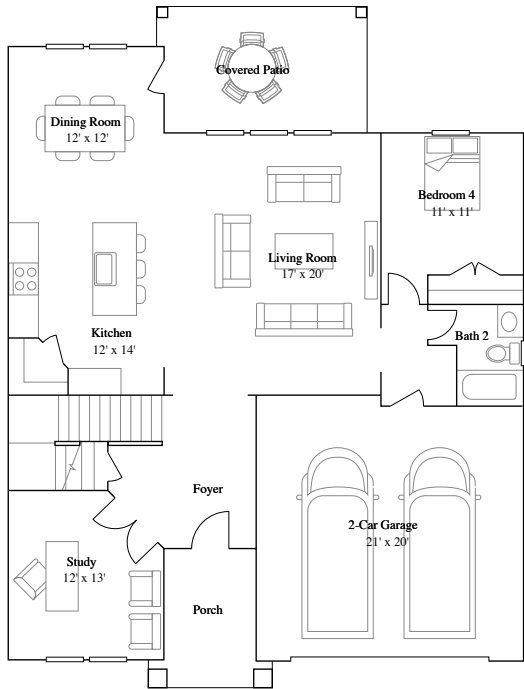 Covered Patio
Dining Room
12' x 12'
Bedroom 4
11' x 11'
Living Room
17' x 20'
Kitchen
12' x 14'
Bath 2
Foyer
2-Car Garage
21' x 20'
Study
12' x 13'
Porch